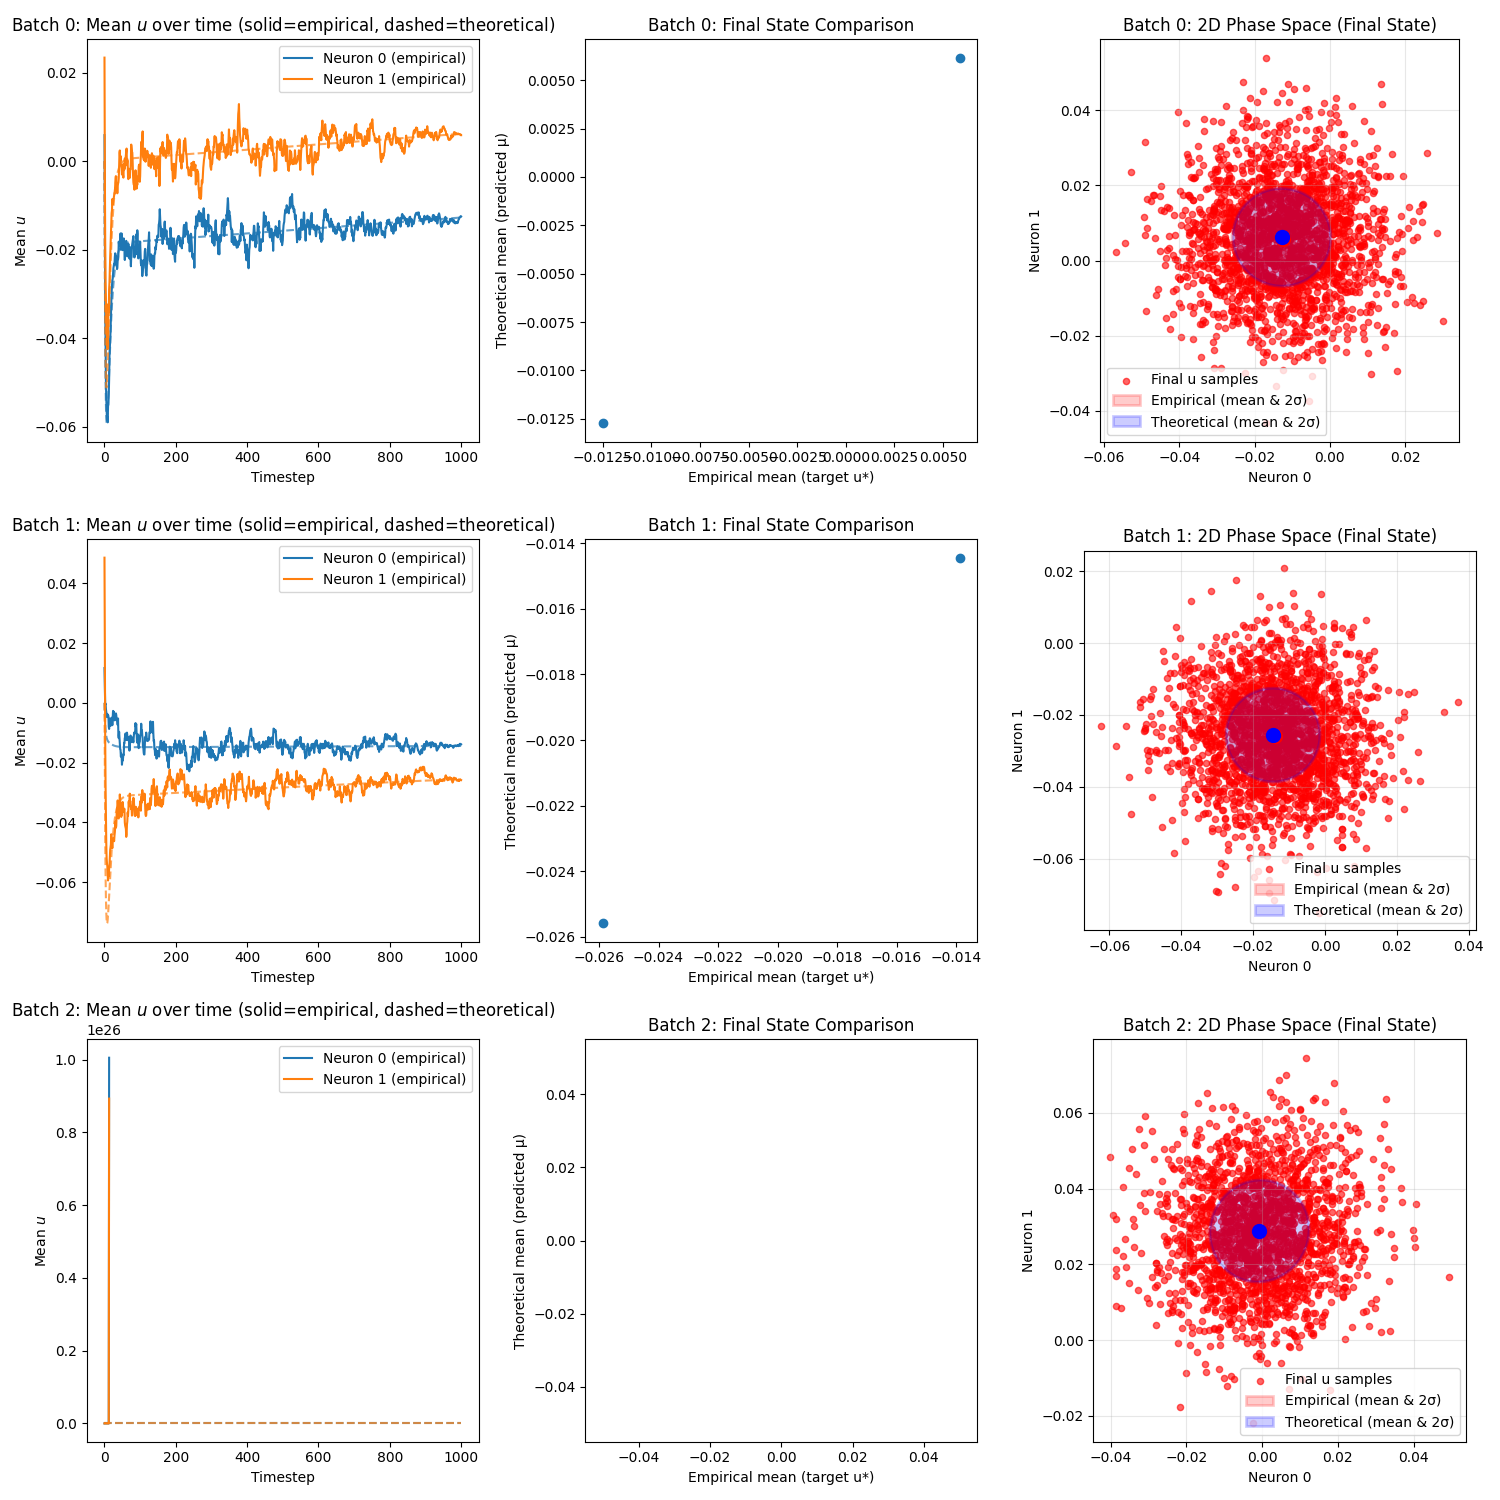 Batch 0: Mean u over time (solid=empirical, dashed=theoretical)
Neuron 0 (empirical)
Neuron 1 (empirical)
Mean u
0.02
0.00
−0.02
−0.04
−0.06
0
200
400
600
800
1000
Timestep
Batch 0: Final State Comparison
Theoretical mean (predicted μ)
0.0050
0.0025
0.0000
−0.0025
−0.0050
−0.0075
−0.0100
−0.0125
−0.0125
−0.0100
−0.0075
−0.0050
−0.0025
0.0000
0.0025
0.0050
Empirical mean (target u*)
Batch 0: 2D Phase Space (Final State)
Neuron 1
0.04
0.02
0.00
−0.02
−0.04
Final u samples
Empirical (mean & 2σ)
Theoretical (mean & 2σ)
−0.06
−0.04
−0.02
0.00
0.02
Neuron 0
Batch 1: Mean u over time (solid=empirical, dashed=theoretical)
Neuron 0 (empirical)
Neuron 1 (empirical)
Mean u
0.04
0.02
0.00
−0.02
−0.04
−0.06
0
200
400
600
800
1000
Timestep
Batch 1: Final State Comparison
Theoretical mean (predicted μ)
−0.014
−0.016
−0.018
−0.020
−0.022
−0.024
−0.026
−0.026
−0.024
−0.022
−0.020
−0.018
−0.016
−0.014
Empirical mean (target u*)
Batch 1: 2D Phase Space (Final State)
Neuron 1
0.02
0.00
−0.02
−0.04
−0.06
Final u samples
Empirical (mean & 2σ)
Theoretical (mean & 2σ)
−0.06
−0.04
−0.02
0.00
0.02
0.04
Neuron 0
Batch 2: Mean u over time (solid=empirical, dashed=theoretical)
1e26
Neuron 0 (empirical)
Neuron 1 (empirical)
Mean u
1.0
0.8
0.6
0.4
0.2
0.0
0
200
400
600
800
1000
Timestep
Batch 2: Final State Comparison
Theoretical mean (predicted μ)
0.04
0.02
0.00
−0.02
−0.04
−0.04
−0.02
0.00
0.02
0.04
Empirical mean (target u*)
Batch 2: 2D Phase Space (Final State)
Neuron 1
0.06
0.04
0.02
0.00
−0.02
Final u samples
Empirical (mean & 2σ)
Theoretical (mean & 2σ)
−0.04
−0.02
0.00
0.02
0.04
Neuron 0